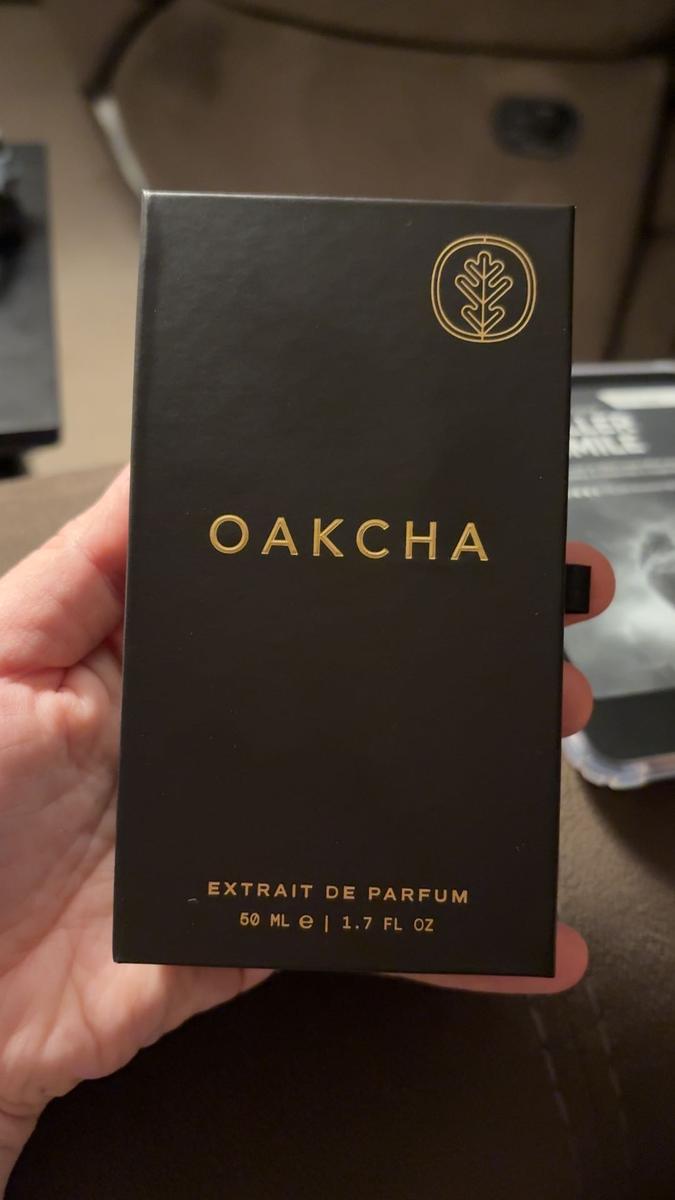 OAKCHA
EXTRAIT DE PARFUM
50 ML ℮ | 1.7 FL OZ